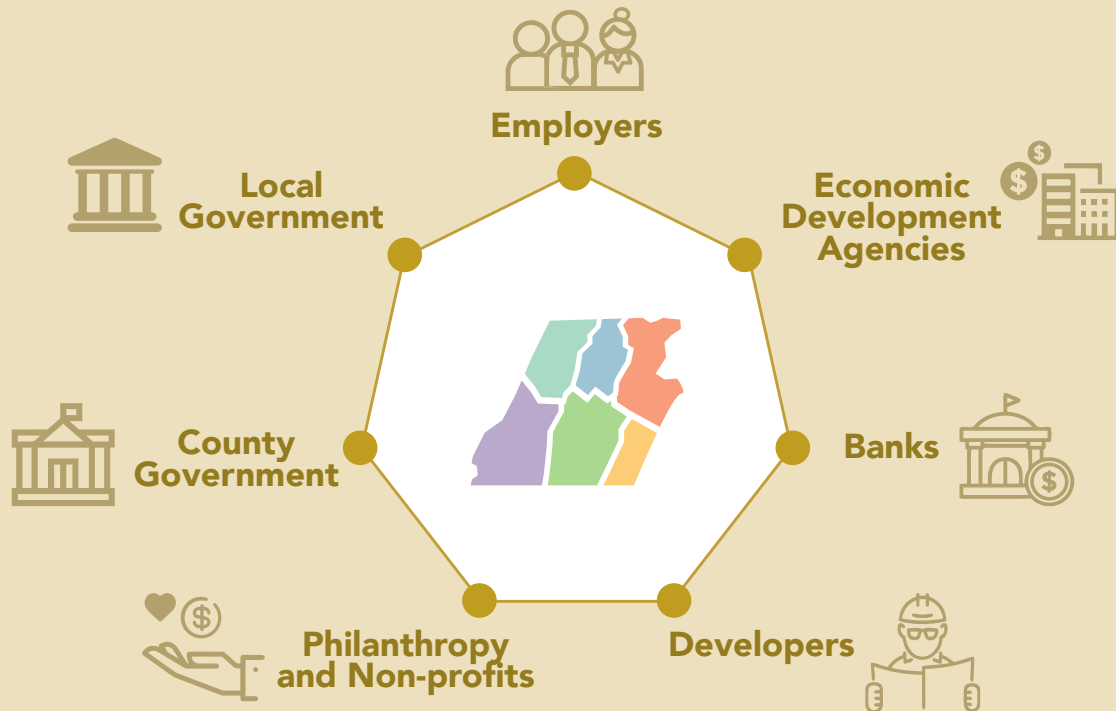 Employers
Local
Government
Economic
Development
Agencies
County
Government
Banks
Philanthropy
and Non-profits
Developers
$
$
$
$